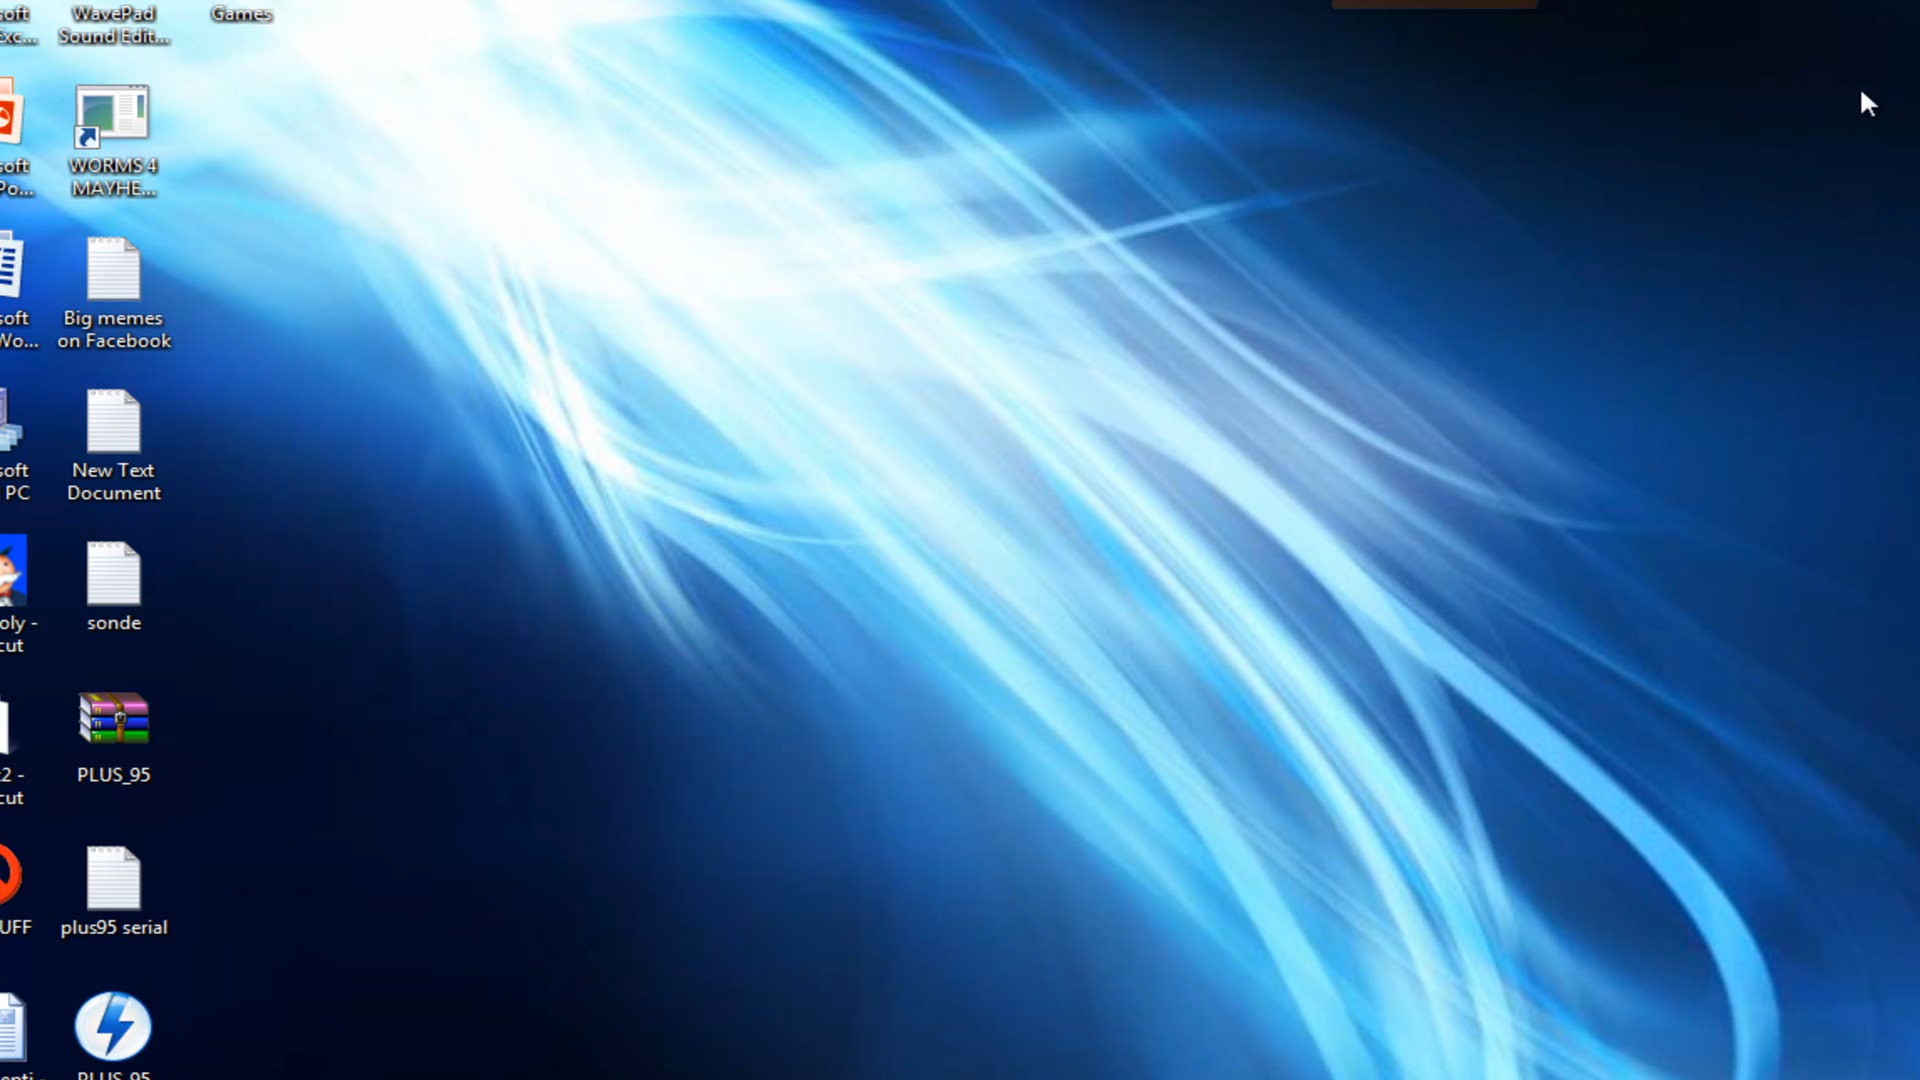 soft
Exc...
WavePad
Sound Edit...
Games
soft
Po...
WORMS 4
MAYHE...
soft
Wo...
Big memes
on Facebook
soft
PC
New Text
Document
oly -
cut
sonde
2 -
cut
PLUS_95
UFF
plus95 serial
PLUS_95